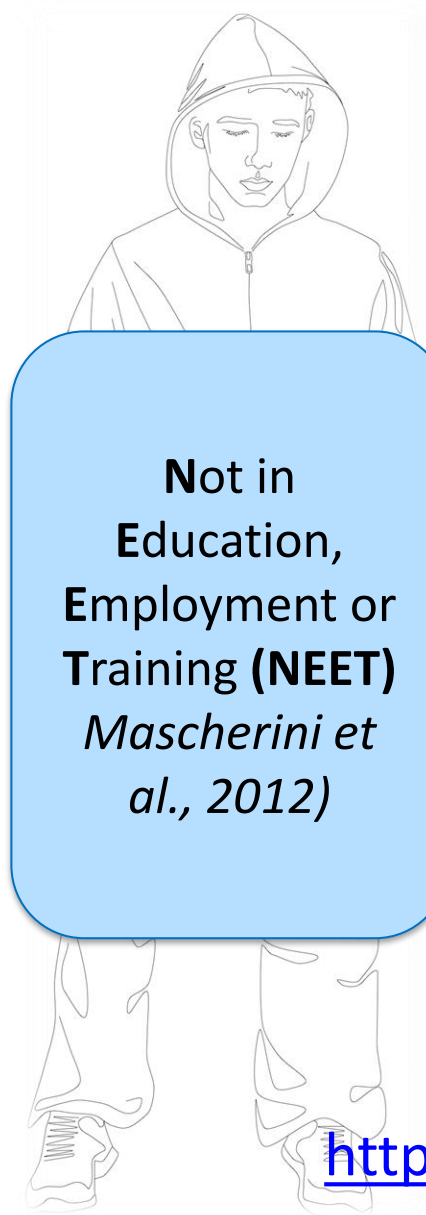 Not in
Education,
Employment or
Training (NEET)
Mascherini et
al., 2012)
http